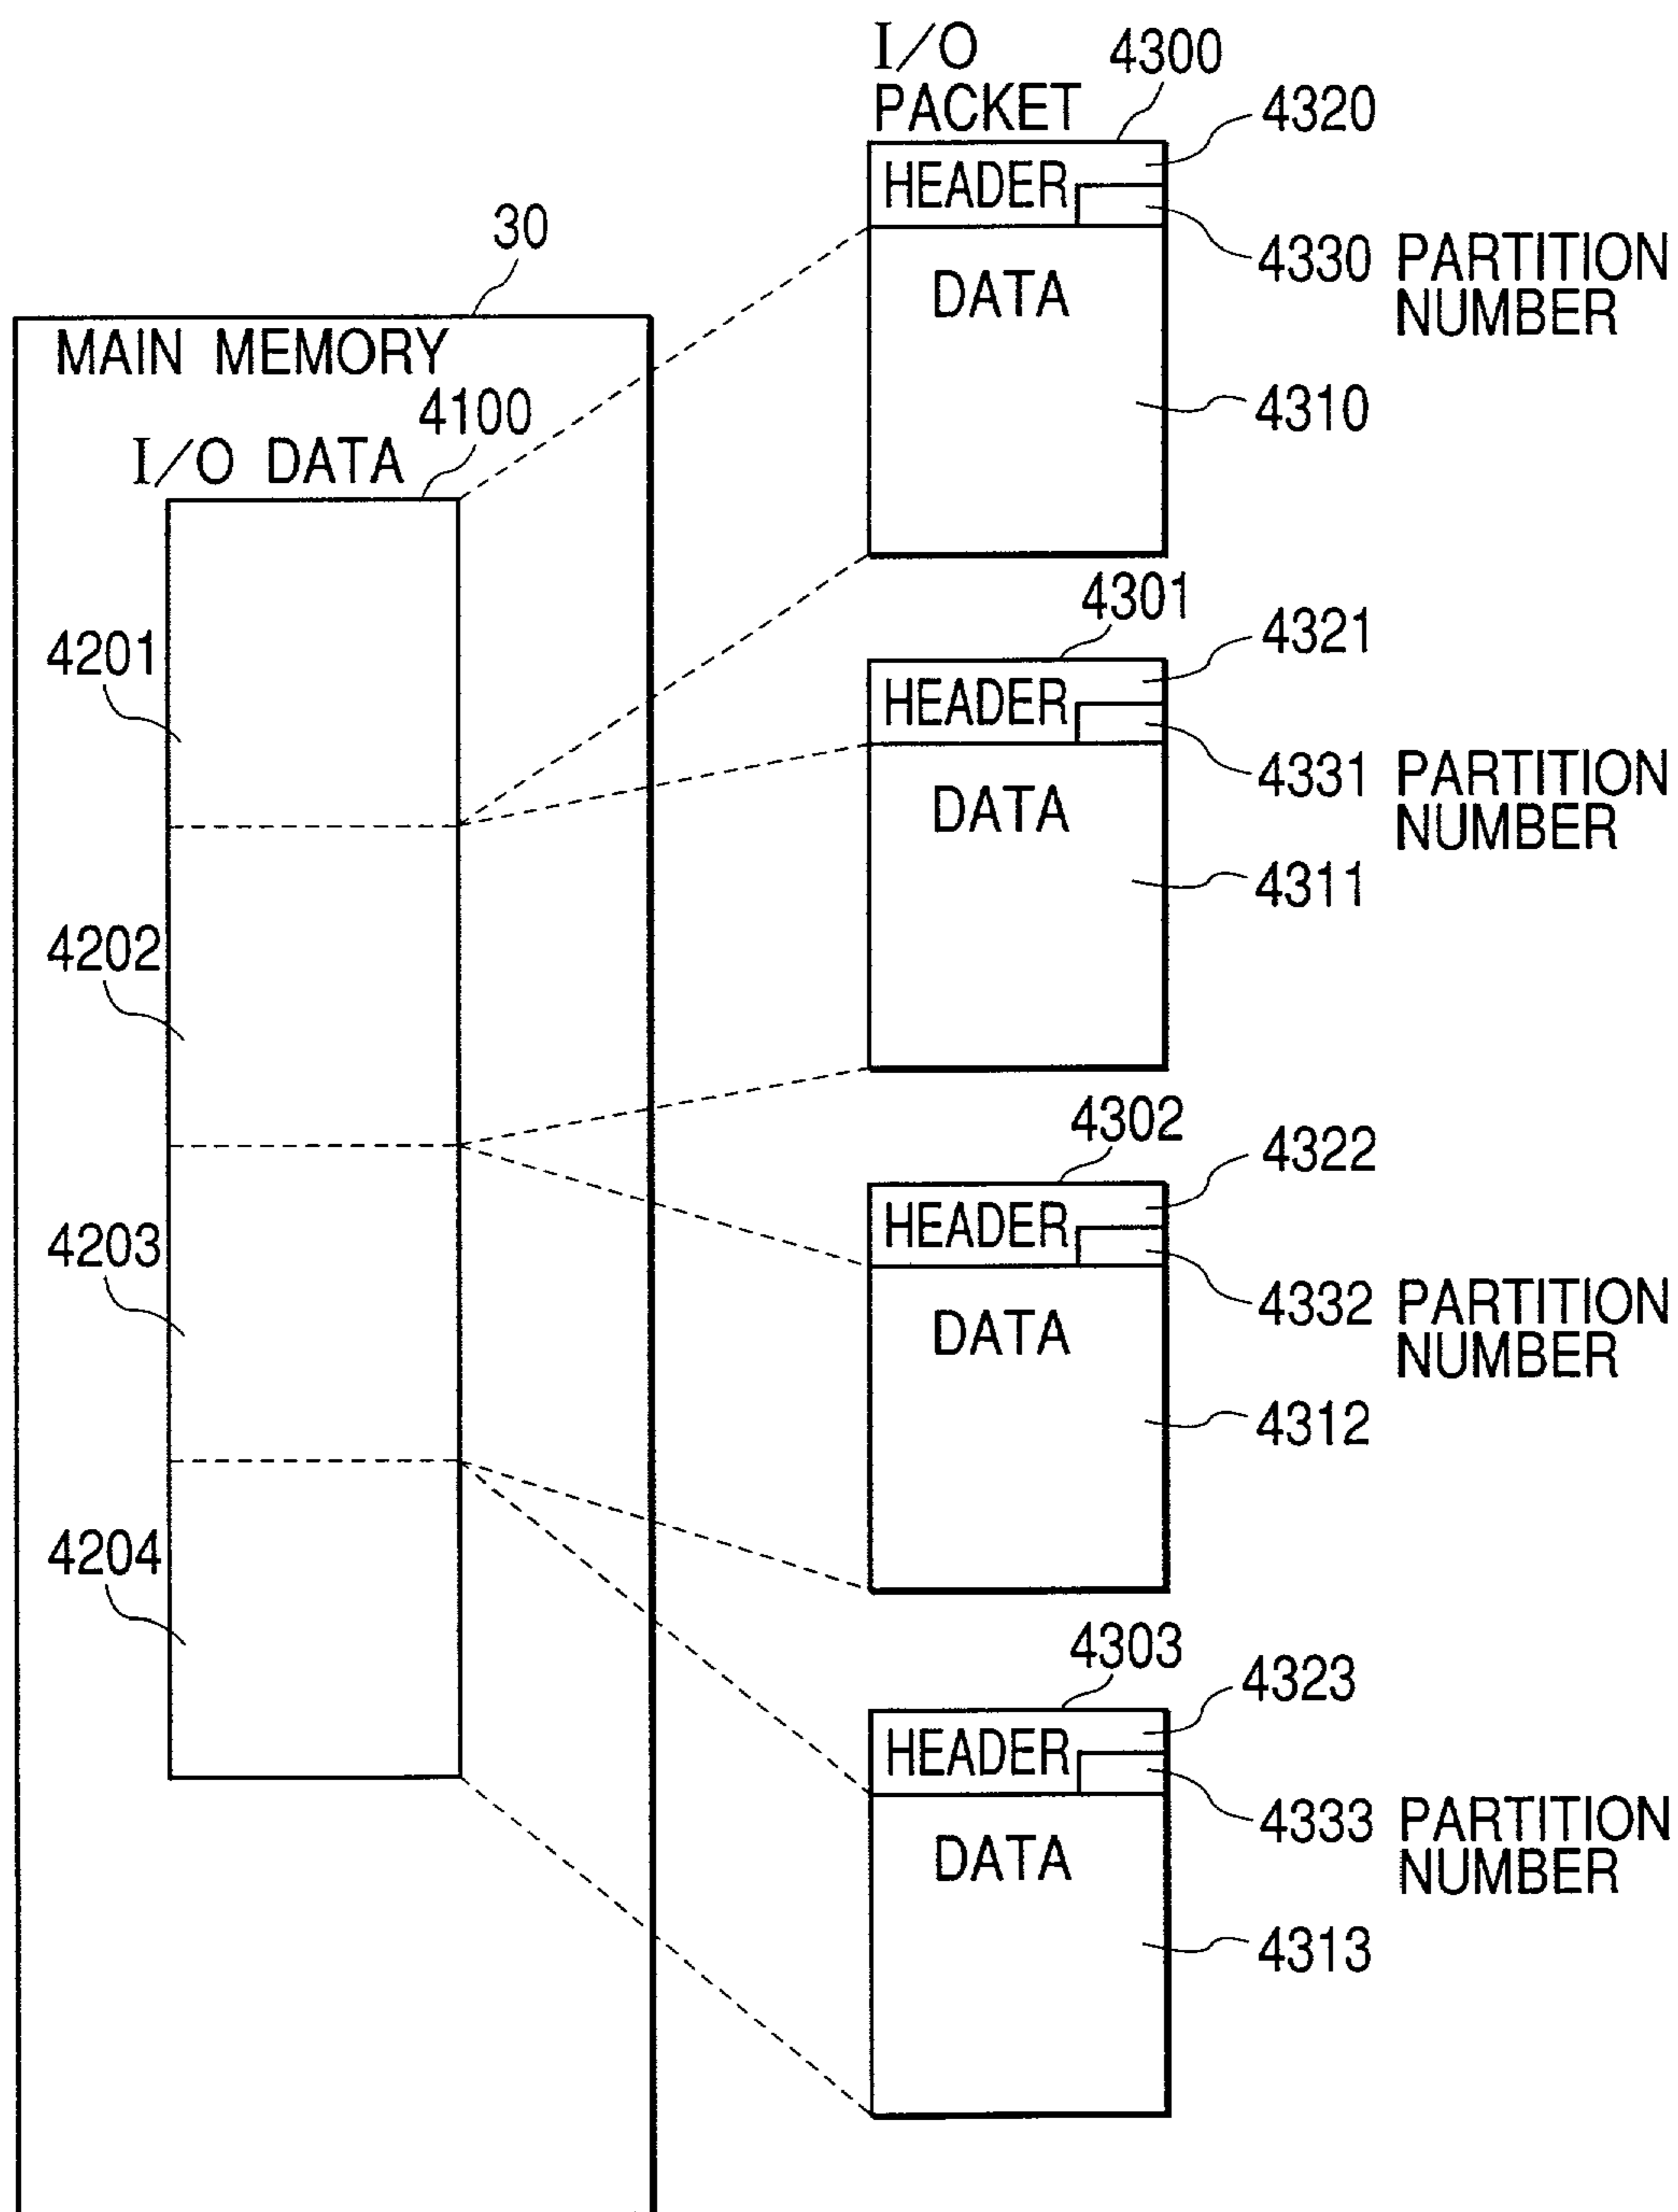 I/O
PACKET
4300
4320
HEADER
4330 PARTITION
NUMBER
DATA
4310
30
MAIN MEMORY
4100
I/O DATA
4201
4202
4203
4204
4301
4321
HEADER
4331 PARTITION
NUMBER
DATA
4311
4302
4322
HEADER
4332 PARTITION
NUMBER
DATA
4312
4303
4323
HEADER
4333 PARTITION
NUMBER
DATA
4313